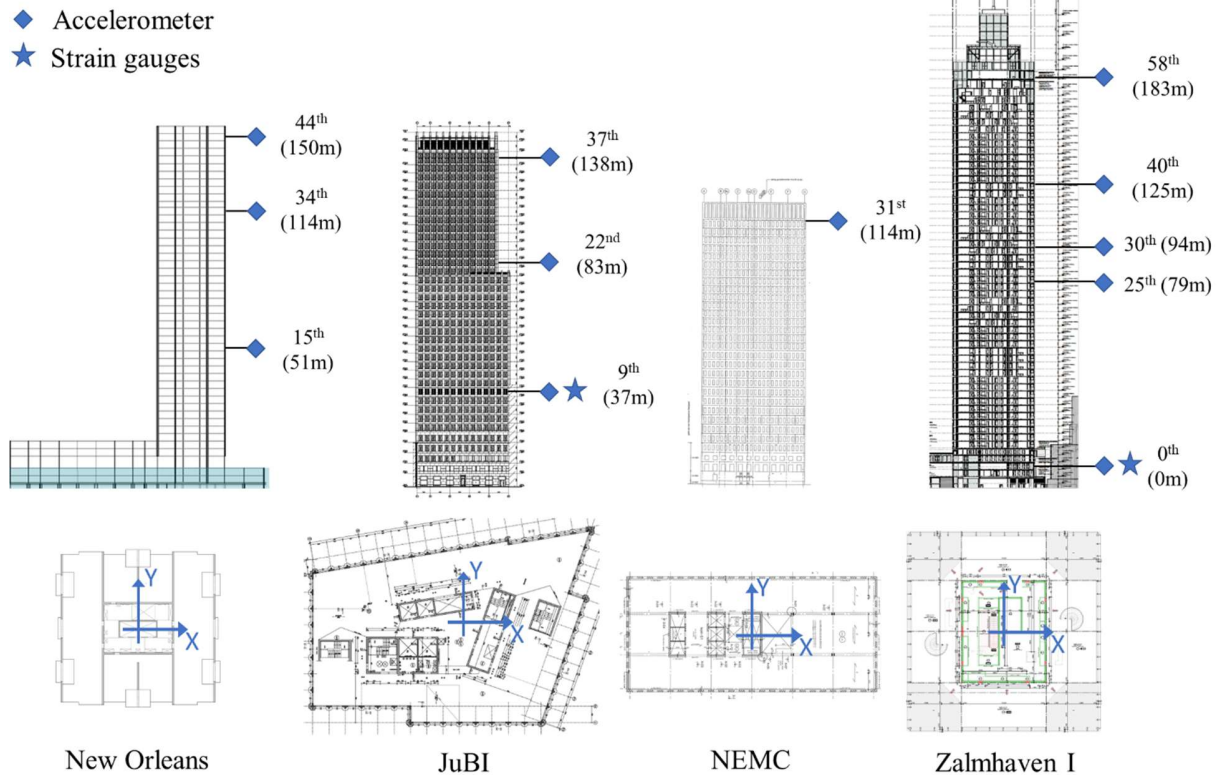 Accelerometer
Strain gauges
44th
(150m)
34th
(114m)
15th
(51m)
37th
(138m)
22nd
(83m)
9th
(37m)
31st
(114m)
58th
(183m)
40th
(125m)
30th (94m)
25th (79m)
0th
(0m)
Y
X
Y
X
Y
X
Y
X
New Orleans
JuBI
NEMC
Zalmhaven I